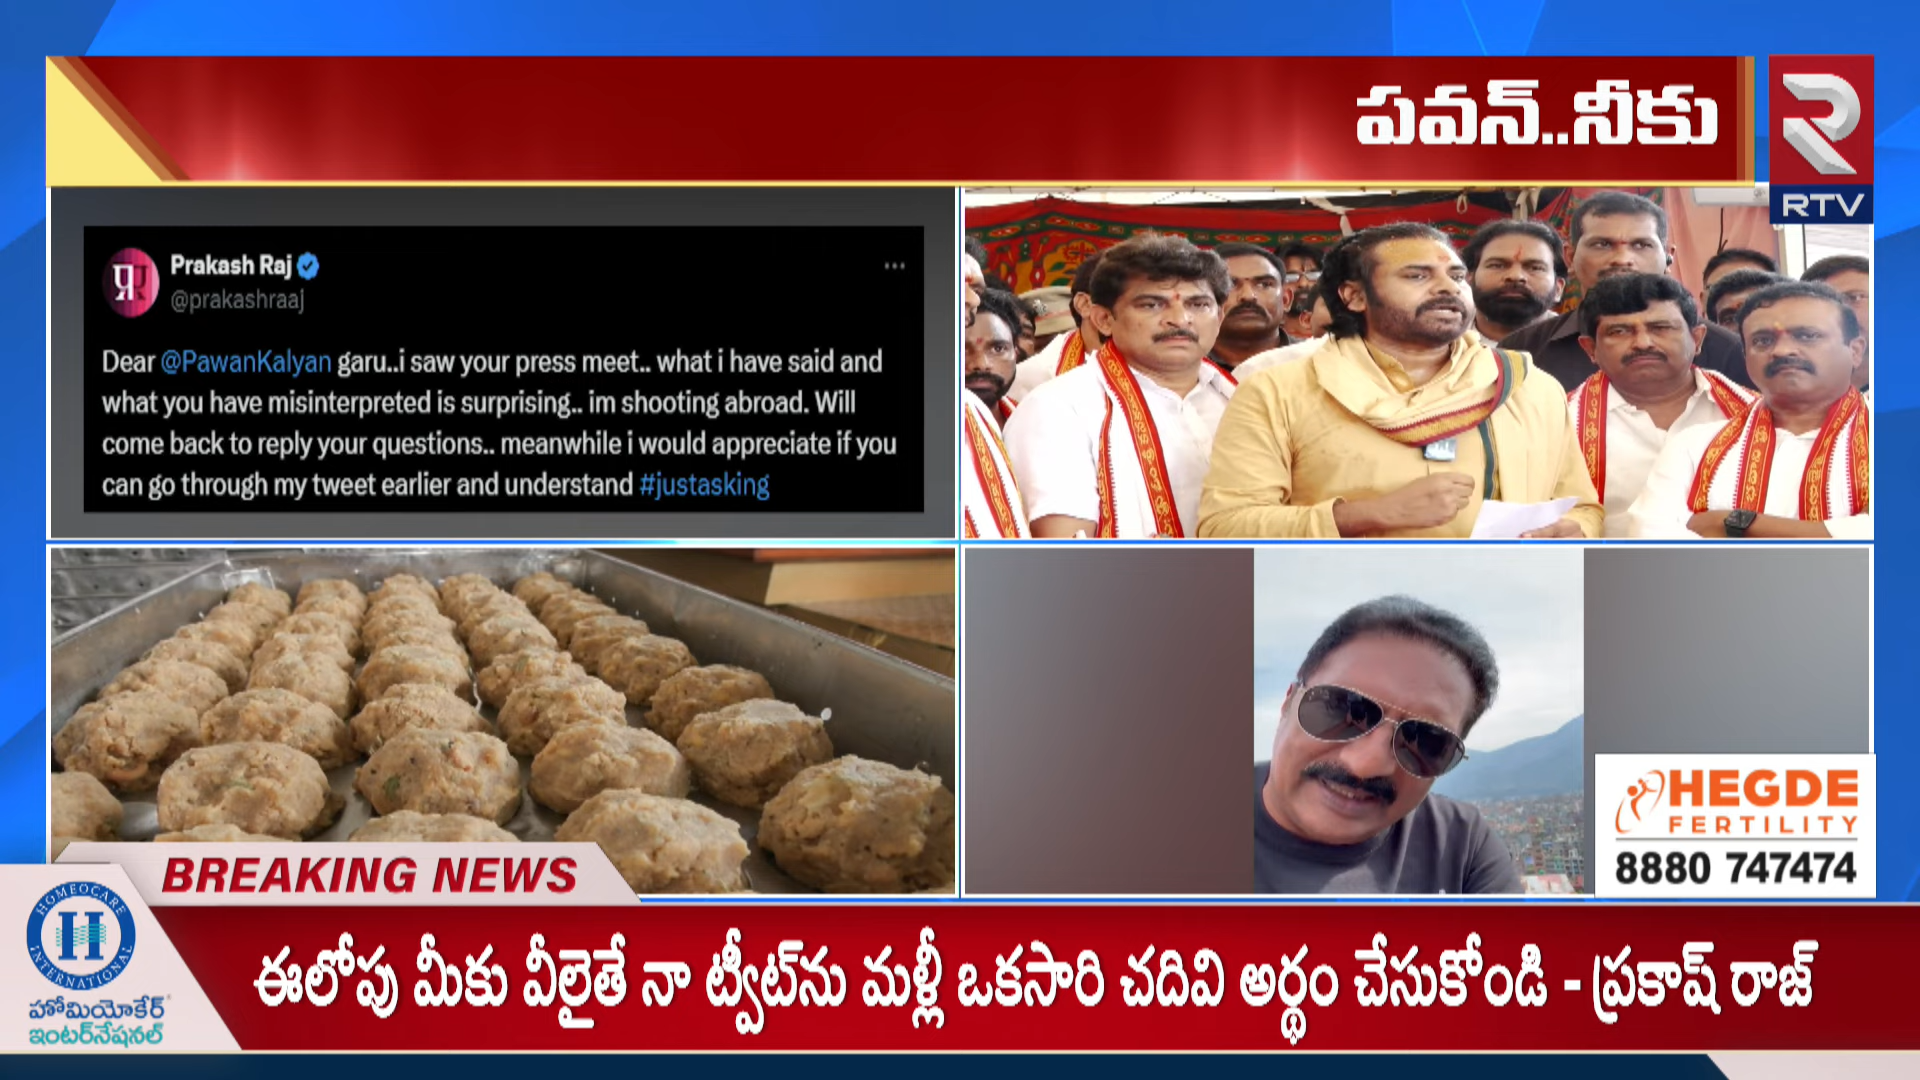 పవన్..నీకు
RTV
Prakash Raj
@prakashraaj
Dear @PawanKalyan garu..i saw your press meet.. what i have said and
what you have misinterpreted is surprising.. im shooting abroad. Will
come back to reply your questions.. meanwhile i would appreciate if you
can go through my tweet earlier and understand #justasking
HEGDE
FERTILITY
8880 747474
BREAKING NEWS
HOMEOCARE
INTERNATIONAL
హోమియోకేర్
ఇంటర్‌నేషనల్
ఈలోపు మీకు వీలైతే నా ట్వీట్‌ను మళ్లీ ఒకసారి చదివి అర్థం చేసుకోండి - ప్రకాష్ రాజ్